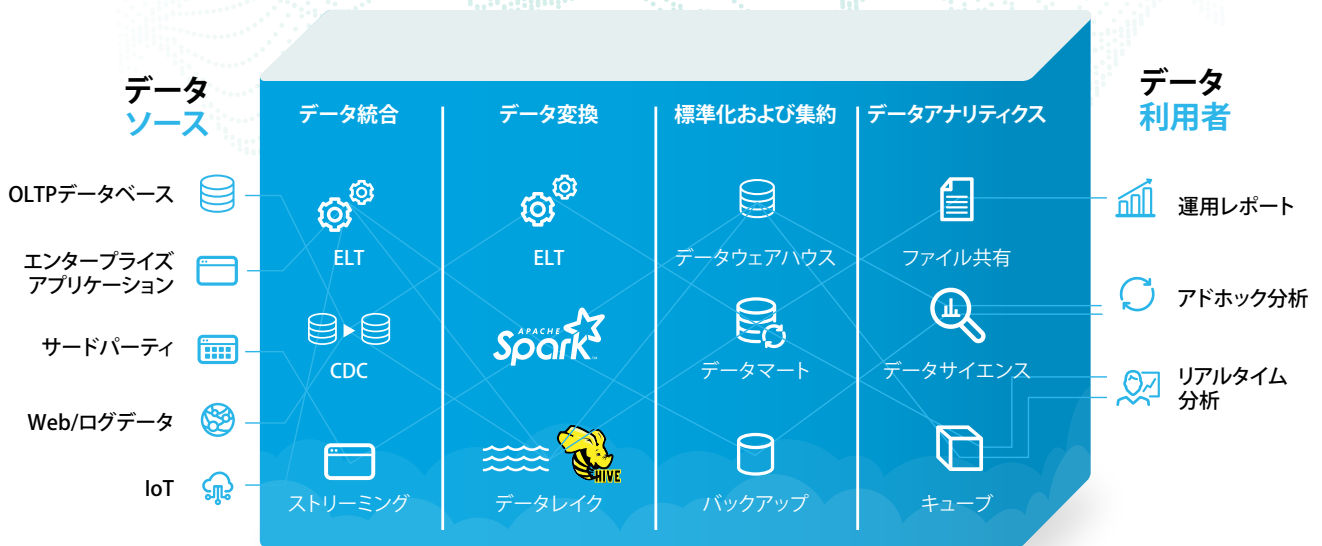 データ
ソース
OLTPデータベース
エンタープライズ
アプリケーション
サードパーティ
Web/ログデータ
IoT
データ統合
ELT
CDC
ストリーミング
データ変換
ELT
APACHE
Spark™
HIVE
データレイク
標準化および集約
データウェアハウス
データマート
バックアップ
データアナリティクス
ファイル共有
データサイエンス
キューブ
データ
利用者
運用レポート
アドホック分析
リアルタイム
分析